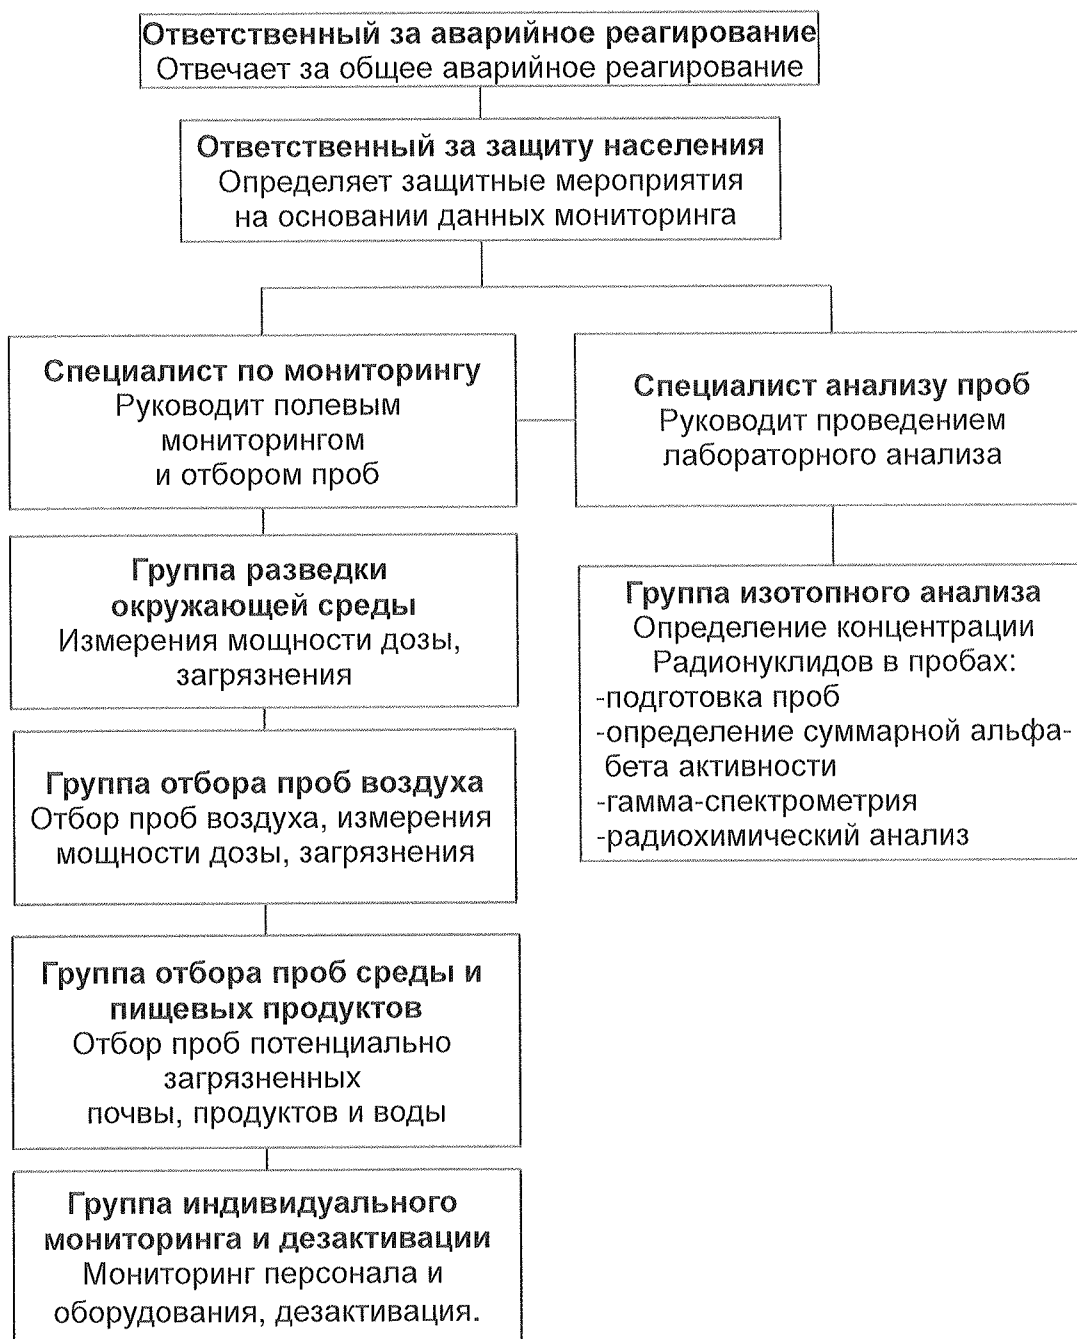 Ответственный за аварийное реагирование
Отвечает за общее аварийное реагирование
Ответственный за защиту населения
Определяет защитные мероприятия
на основании данных мониторинга
Специалист по мониторингу
Руководит полевым
мониторингом
и отбором проб
Специалист анализу проб
Руководит проведением
лабораторного анализа
Группа разведки
окружающей среды
Измерения мощности дозы,
загрязнения
Группа изотопного анализа
Определение концентрации
Радионуклидов в пробах:
-подготовка проб
-определение суммарной альфа-
бета активности
-гамма-спектрометрия
-радиохимический анализ
Группа отбора проб воздуха
Отбор проб воздуха, измерения
мощности дозы, загрязнения
Группа отбора проб среды и
пищевых продуктов
Отбор проб потенциально
загрязненных
почвы, продуктов и воды
Группа индивидуального
мониторинга и дезактивации
Мониторинг персонала и
оборудования, дезактивация.